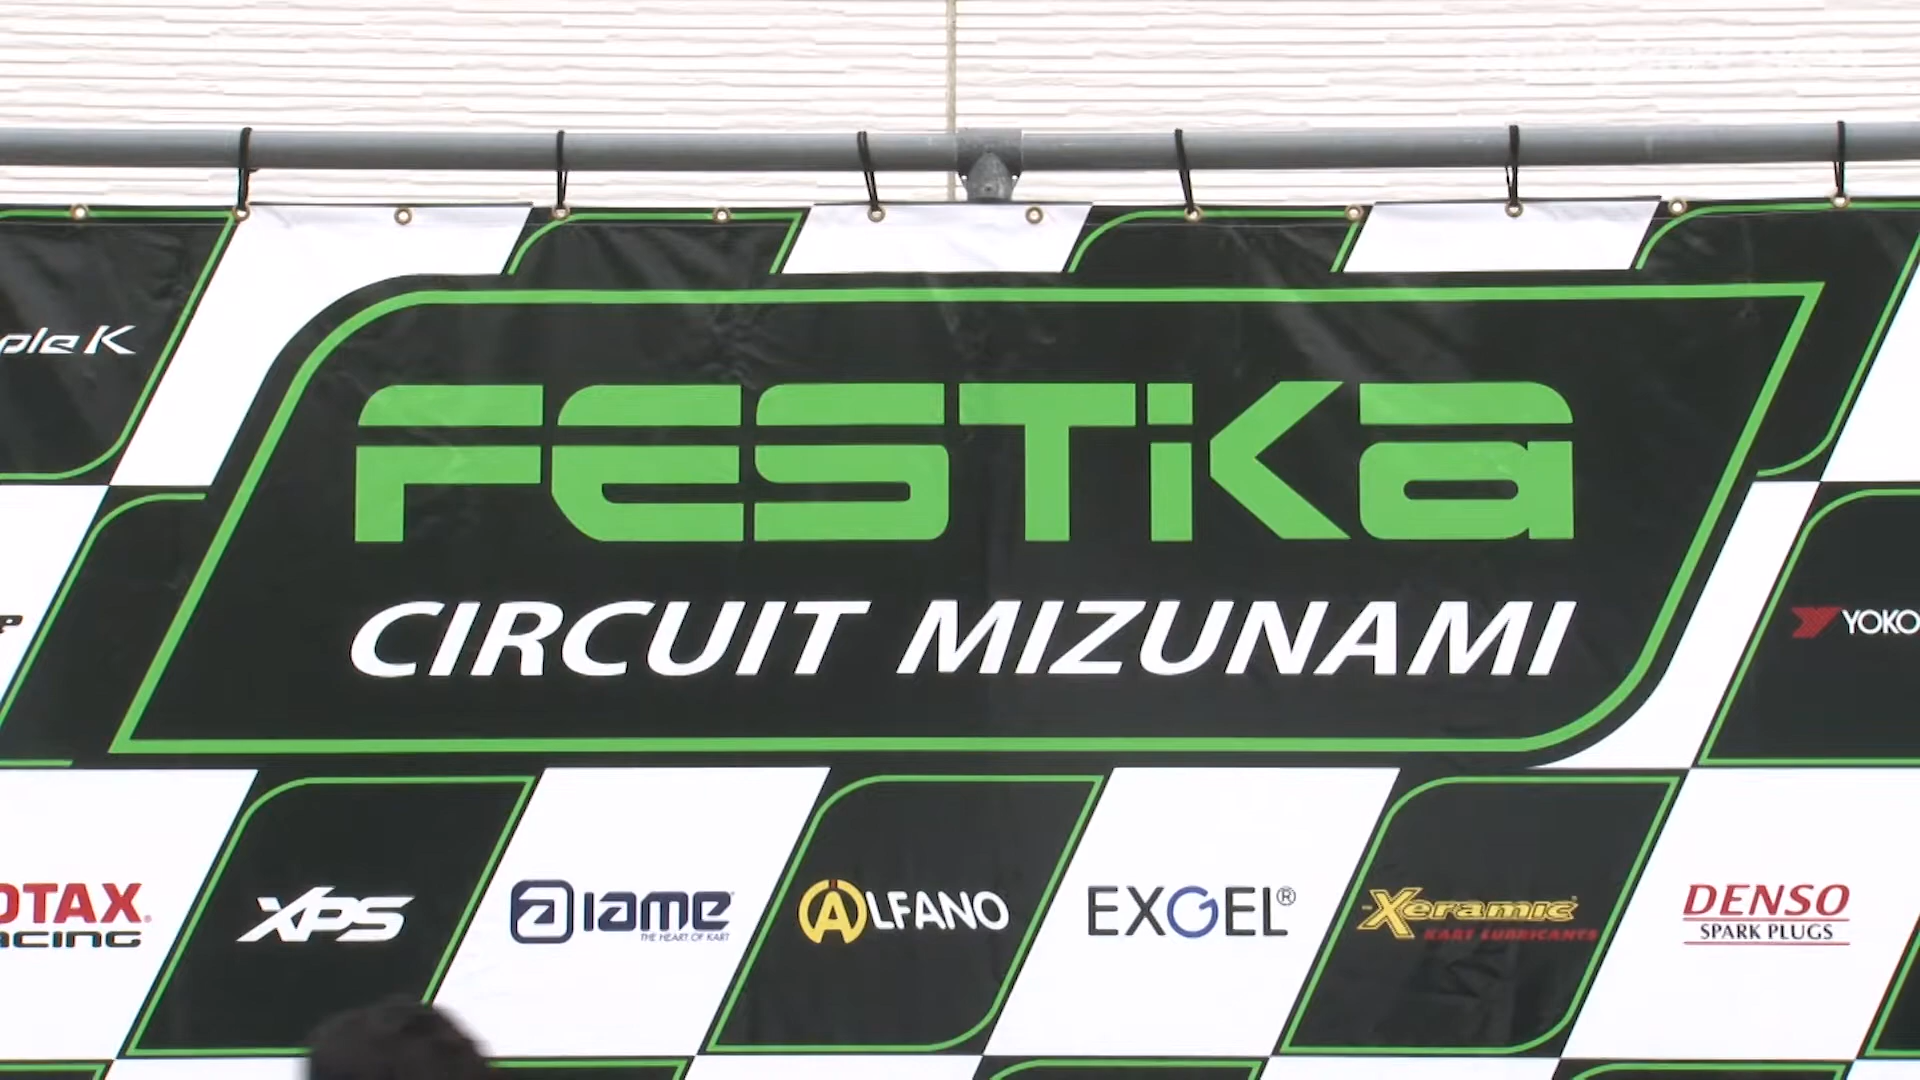 pleK
FESTIKA
CIRCUIT MIZUNAMI
YOKO
OTAX
ACING
XPS
IAME
THE HEART OF KART
ALFANO
EXGEL®
Xeramic
KART LUBRICANTS
DENSO
SPARK PLUGS